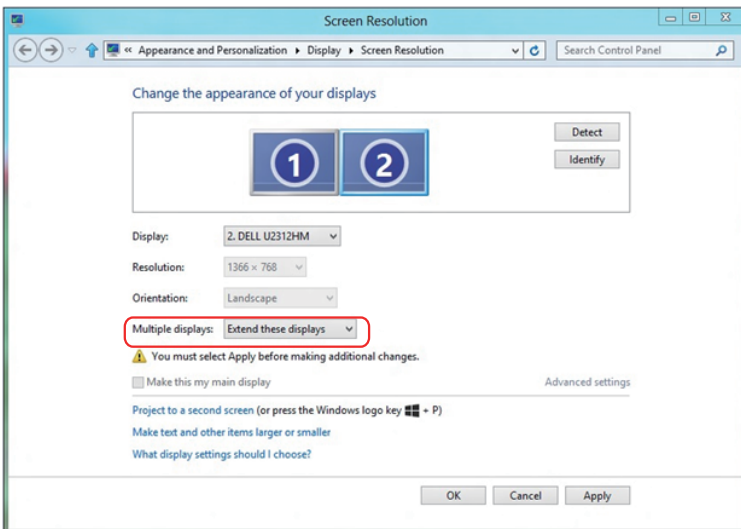 Screen Resolution
« Appearance and Personalization ▸ Display ▸ Screen Resolution
Search Control Panel
Change the appearance of your displays
1 2
Detect
Identify
Display: 2. DELL U2312HM
Resolution: 1366 × 768
Orientation: Landscape
Multiple displays: Extend these displays
You must select Apply before making additional changes.
Make this my main display
Advanced settings
Project to a second screen (or press the Windows logo key + P)
Make text and other items larger or smaller
What display settings should I choose?
OK Cancel Apply